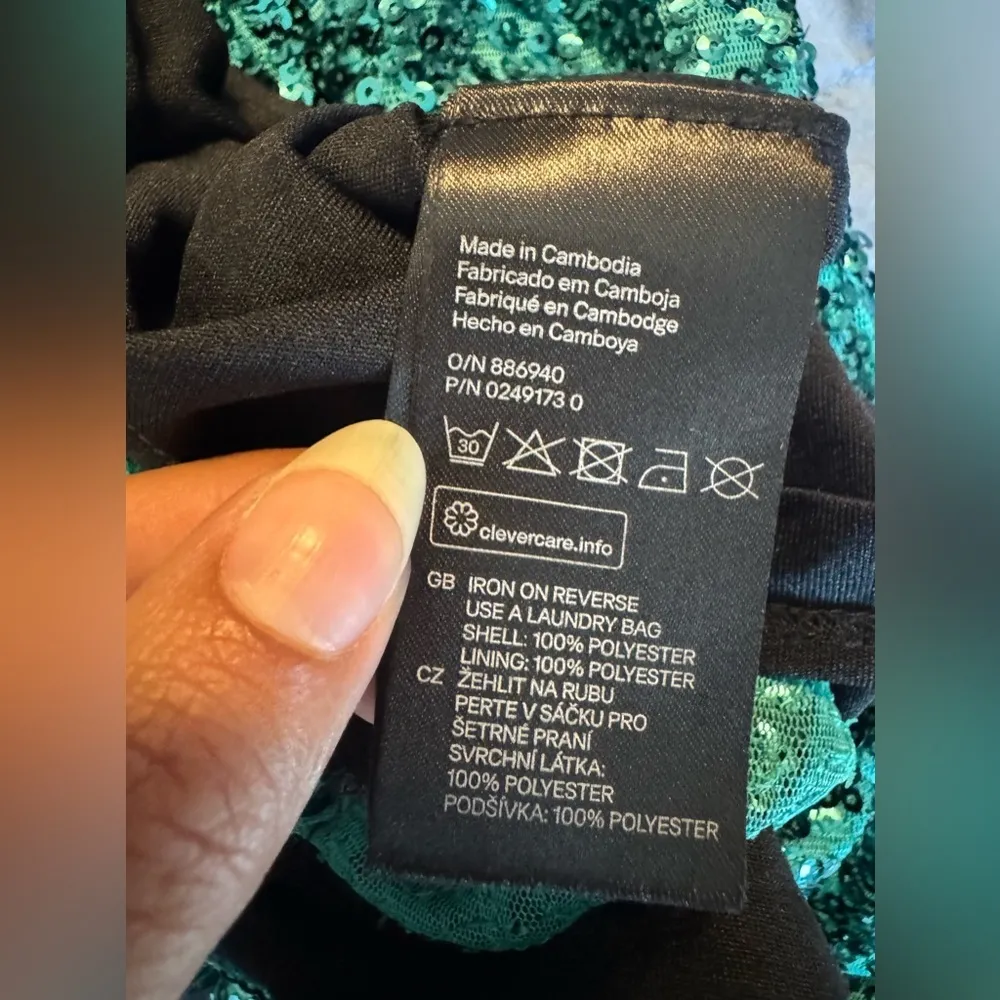 Made in Cambodia
Fabricado em Camboja
Fabriqué en Cambodge
Hecho en Camboya
O/N 886940
P/N 0249173 0
30
clevercare.info
GB IRON ON REVERSE
USE A LAUNDRY BAG
SHELL: 100% POLYESTER
LINING: 100% POLYESTER
CZ ŽEHLIT NA RUBU
PERTE V SÁČKU PRO
ŠETRNÉ PRANÍ
SVRCHNÍ LÁTKA:
100% POLYESTER
PODŠÍVKA: 100% POLYESTER